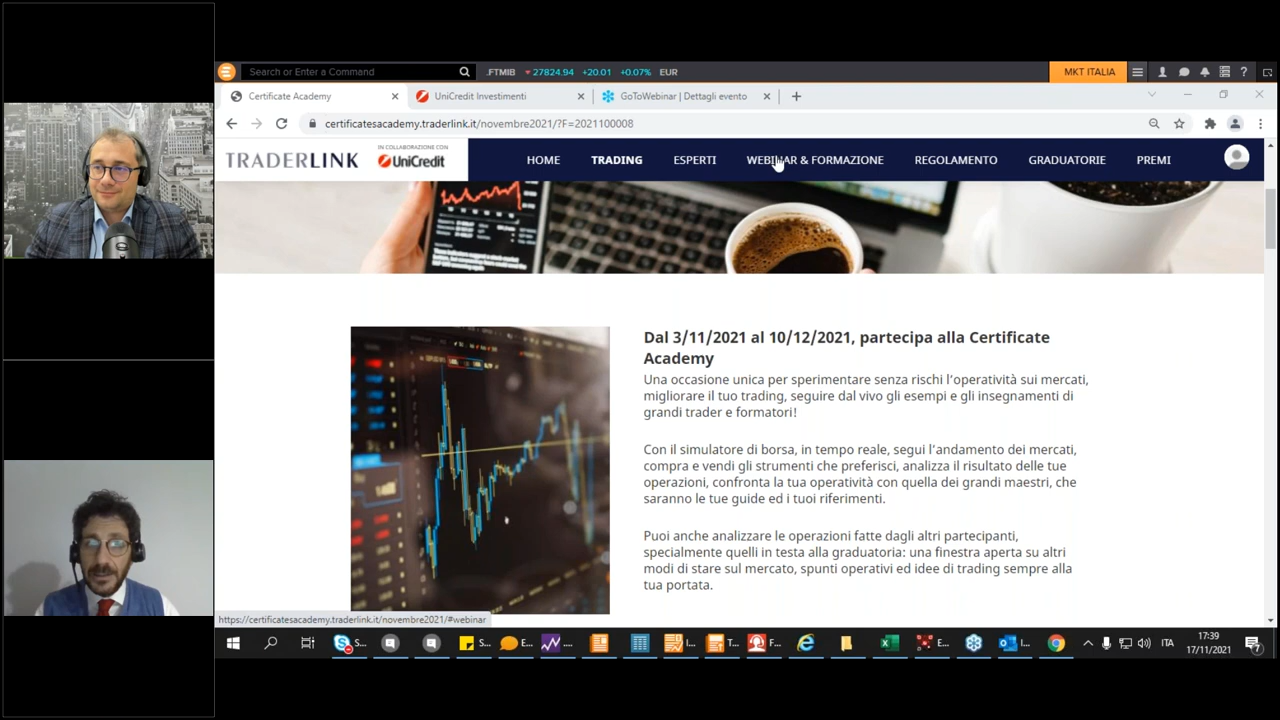 Search or Enter a Command
.FTMIB 27824.94 +20.01 +0.07% EUR
MKT ITALIA
?
Certificate Academy
UniCredit Investimenti
GoToWebinar | Dettagli evento
certificatesacademy.traderlink.it/novembre2021/?F=2021100008
TRADERLINK
IN COLLABORAZIONE CON
UniCredit
HOME
TRADING
ESPERTI
WEBINAR & FORMAZIONE
REGOLAMENTO
GRADUATORIE
PREMI
Dal 3/11/2021 al 10/12/2021, partecipa alla Certificate
Academy
Una occasione unica per sperimentare senza rischi l'operatività sui mercati,
migliorare il tuo trading, seguire dal vivo gli esempi e gli insegnamenti di
grandi trader e formatori!
Con il simulatore di borsa, in tempo reale, segui l'andamento dei mercati,
compra e vendi gli strumenti che preferisci, analizza il risultato delle tue
operazioni, confronta la tua operatività con quella dei grandi maestri, che
saranno le tue guide ed i tuoi riferimenti.
Puoi anche analizzare le operazioni fatte dagli altri partecipanti,
specialmente quelli in testa alla graduatoria: una finestra aperta su altri
modi di stare sul mercato, spunti operativi ed idee di trading sempre alla
tua portata.
https://certificatesacademy.traderlink.it/novembre2021/#webinar
S...
S...
E...
...
I...
T...
F...
E...
I...
ITA
17:39
17/11/2021
7